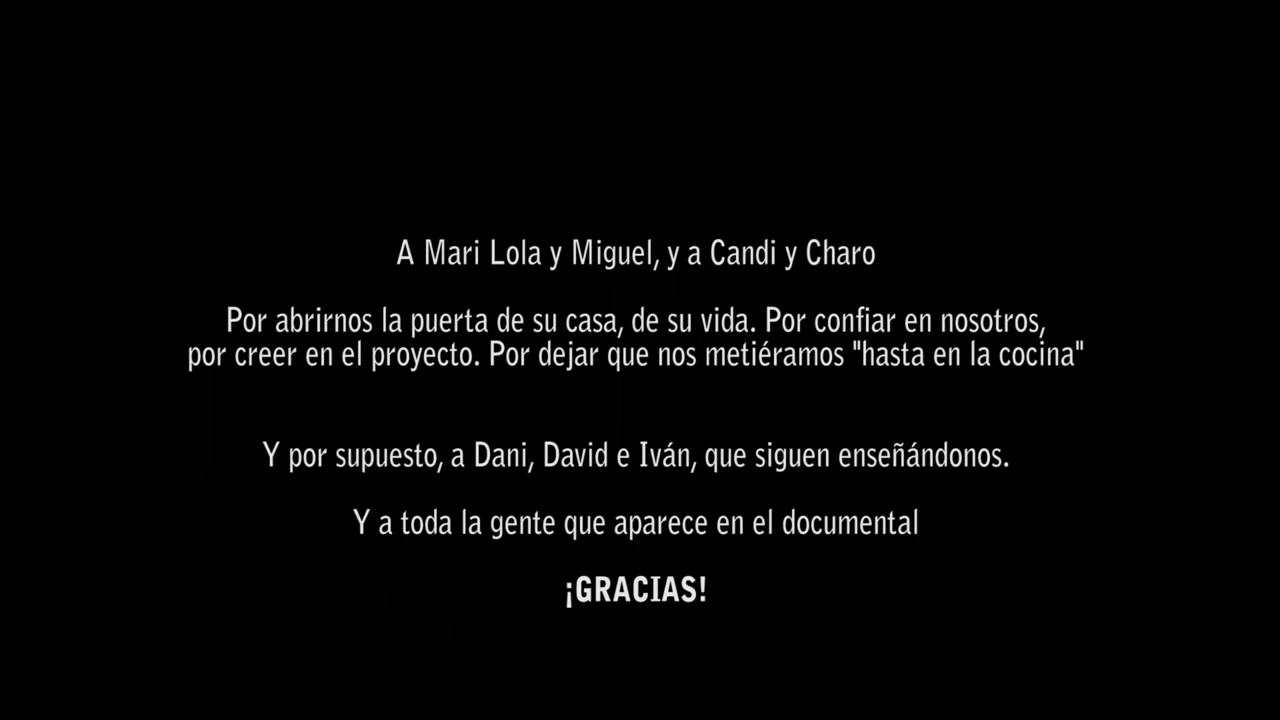 A Mari Lola y Miguel, y a Candi y Charo
Por abrirnos la puerta de su casa, de su vida. Por confiar en nosotros,
por creer en el proyecto. Por dejar que nos metiéramos "hasta en la cocina"
Y por supuesto, a Dani, David e Iván, que siguen enseñándonos.
Y a toda la gente que aparece en el documental
¡GRACIAS!